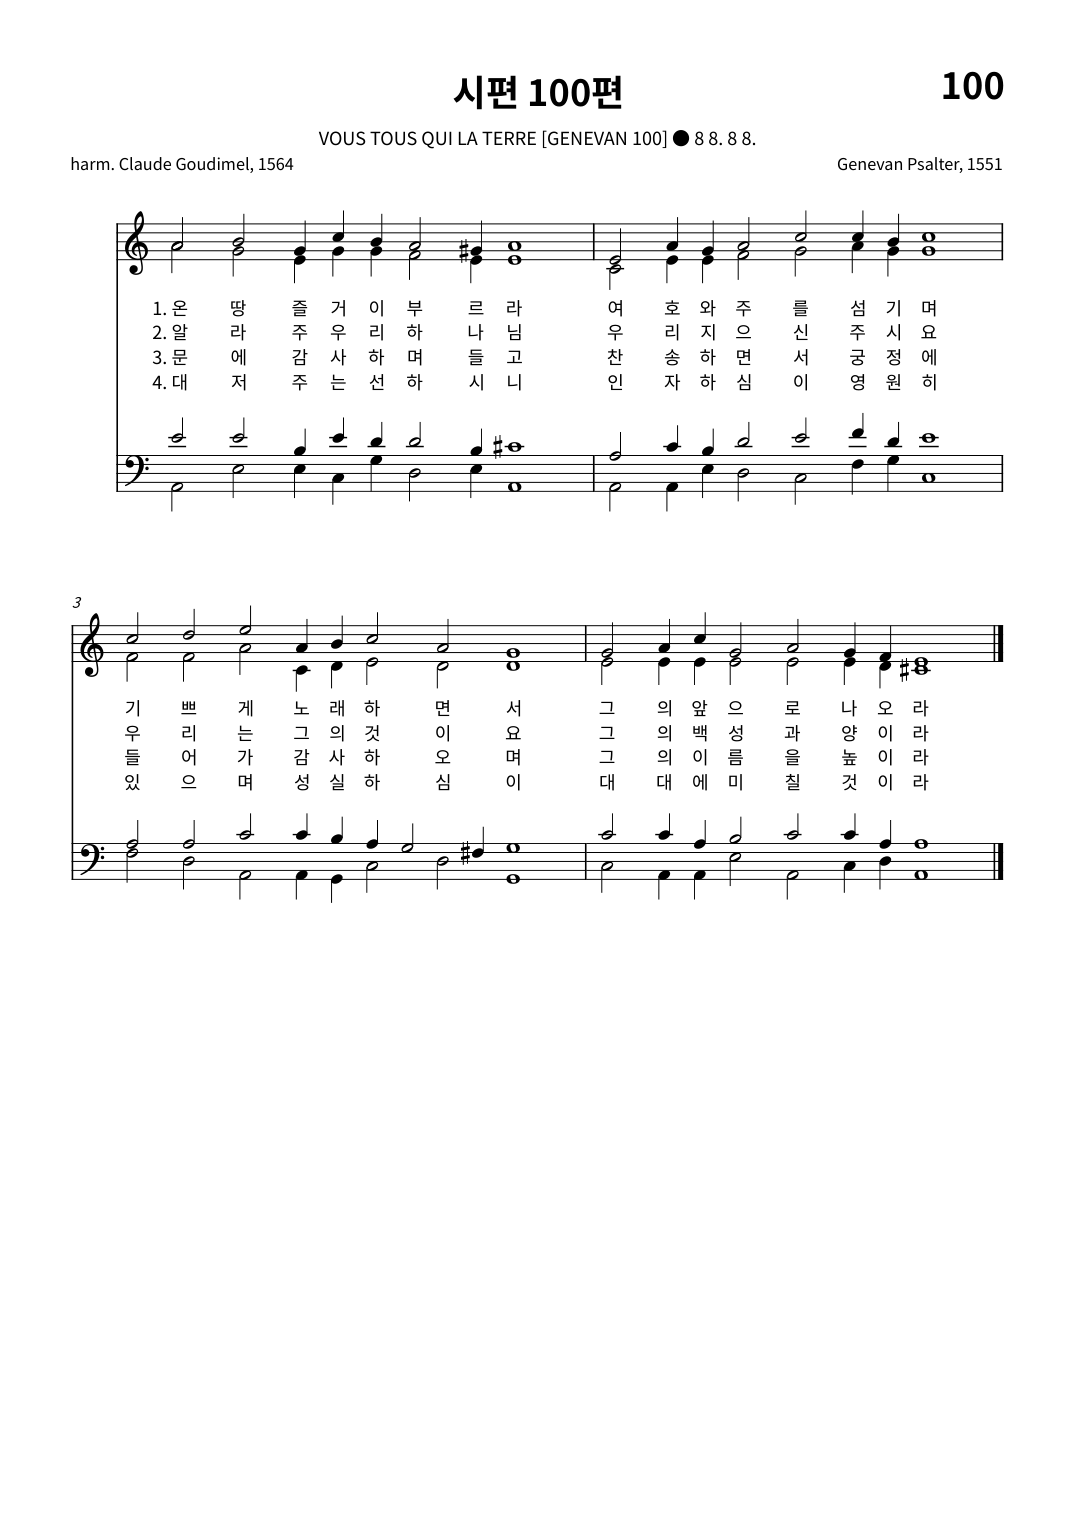 시편 100편
100
VOUS TOUS QUI LA TERRE [GENEVAN 100] ● 8 8. 8 8.
harm. Claude Goudimel, 1564
Genevan Psalter, 1551
1. 온 땅 즐 거 이 부 르 라 여 호 와 주 를 섬 기 며
2. 알 라 주 우 리 하 나 님 우 리 지 으 신 주 시 요
3. 문 에 감 사 하 며 들 고 찬 송 하 면 서 궁 정 에
4. 대 저 주 는 선 하 시 니 인 자 하 심 이 영 원 히
3
기 쁘 게 노 래 하 면 서 그 의 앞 으 로 나 오 라
우 리 는 그 의 것 이 요 그 의 백 성 과 양 이 라
들 어 가 감 사 하 오 며 그 의 이 름 을 높 이 라
있 으 며 성 실 하 심 이 대 대 에 미 칠 것 이 라